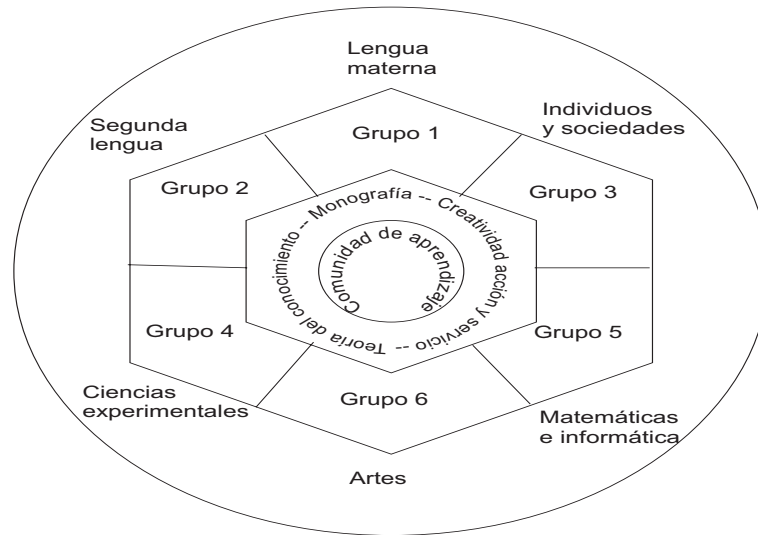 Lengua
materna
Individuos
y sociedades
Segunda
lengua
Grupo 1
Grupo 2
Grupo 3
Teoría del conocimiento -- Monografía -- Creatividad acción y servicio --
Comunidad de aprendizaje
Grupo 4
Grupo 5
Grupo 6
Ciencias
experimentales
Matemáticas
e informática
Artes